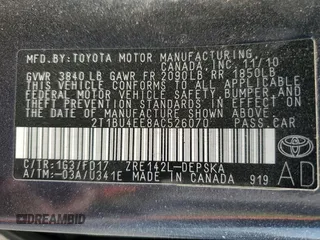 MFD.BY:TOYOTA MOTOR MANUFACTURING,
CANADA, INC. 11/10
GVWR 3840 LB GAWR FR 2090LB RR 1850LB
THIS VEHICLE CONFORMS TO ALL APPLICABLE
FEDERAL MOTOR VEHICLE SAFETY, BUMPER AND
THEFT PREVENTION STANDARDS IN EFFECT ON
THE DATE OF MANUFACTURE SHOWN ABOVE.
2T1BU4EE8AC526070
C/TR:1G3/FD17 ZRE142L-DEPSKA
A/TM:-03A/U341E MADE IN CANADA 919
AD
DREAMBID